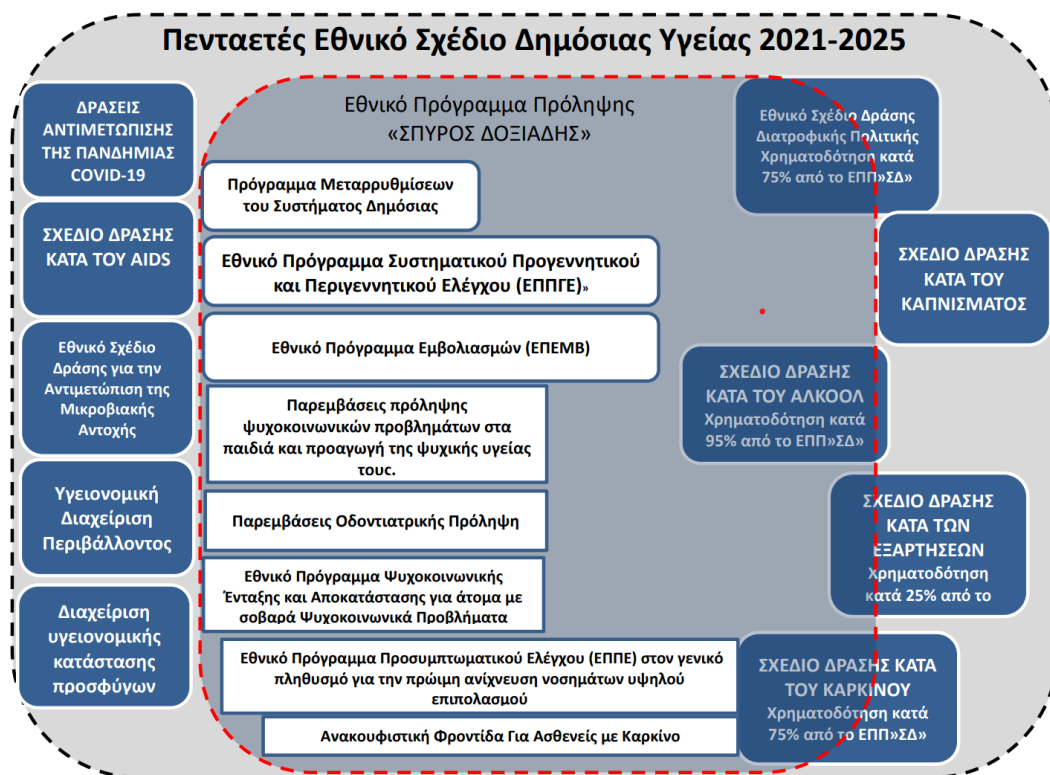 Πενταετές Εθνικό Σχέδιο Δημόσιας Υγείας 2021-2025
ΔΡΑΣΕΙΣ
ΑΝΤΙΜΕΤΩΠΙΣΗΣ
ΤΗΣ ΠΑΝΔΗΜΙΑΣ
COVID-19
ΣΧΕΔΙΟ ΔΡΑΣΗΣ
ΚΑΤΑ ΤΟΥ AIDS
Εθνικό Σχέδιο
Δράσης για την
Αντιμετώπιση της
Μικροβιακής
Αντοχής
Υγειονομική
Διαχείριση
Περιβάλλοντος
Διαχείριση
υγειονομικής
κατάστασης
προσφύγων
Εθνικό Πρόγραμμα Πρόληψης
«ΣΠΥΡΟΣ ΔΟΞΙΑΔΗΣ»
Πρόγραμμα Μεταρρυθμίσεων
του Συστήματος Δημόσιας
Εθνικό Πρόγραμμα Συστηματικού Προγεννητικού
και Περιγεννητικού Ελέγχου (ΕΠΠΓΕ)»
Εθνικό Πρόγραμμα Εμβολιασμών (ΕΠΕΜΒ)
Παρεμβάσεις πρόληψης
ψυχοκοινωνικών προβλημάτων στα
παιδιά και προαγωγή της ψυχικής υγείας
τους.
Παρεμβάσεις Οδοντιατρικής Πρόληψη
Εθνικό Πρόγραμμα Ψυχοκοινωνικής
Ένταξης και Αποκατάστασης για άτομα με
σοβαρά Ψυχοκοινωνικά Προβλήματα
Εθνικό Πρόγραμμα Προσυμπτωματικού Ελέγχου (ΕΠΠΕ) στον γενικό
πληθυσμό για την πρώιμη ανίχνευση νοσημάτων υψηλού
επιπολασμού
Ανακουφιστική Φροντίδα Για Ασθενείς με Καρκίνο
Εθνικό Σχέδιο Δράσης
Διατροφικής Πολιτικής
Χρηματοδότηση κατά
75% από το ΕΠΠ»ΣΔ»
ΣΧΕΔΙΟ ΔΡΑΣΗΣ
ΚΑΤΑ ΤΟΥ
ΚΑΠΝΙΣΜΑΤΟΣ
ΣΧΕΔΙΟ ΔΡΑΣΗΣ
ΚΑΤΑ ΤΟΥ ΑΛΚΟΟΛ
Χρηματοδότηση κατά
95% από το ΕΠΠ»ΣΔ»
ΣΧΕΔΙΟ ΔΡΑΣΗΣ
ΚΑΤΑ ΤΩΝ
ΕΞΑΡΤΗΣΕΩΝ
Χρηματοδότηση
κατά 25% από το
ΣΧΕΔΙΟ ΔΡΑΣΗΣ ΚΑΤΑ
ΤΟΥ ΚΑΡΚΙΝΟΥ
Χρηματοδότηση κατά
75% από το ΕΠΠ»ΣΔ»